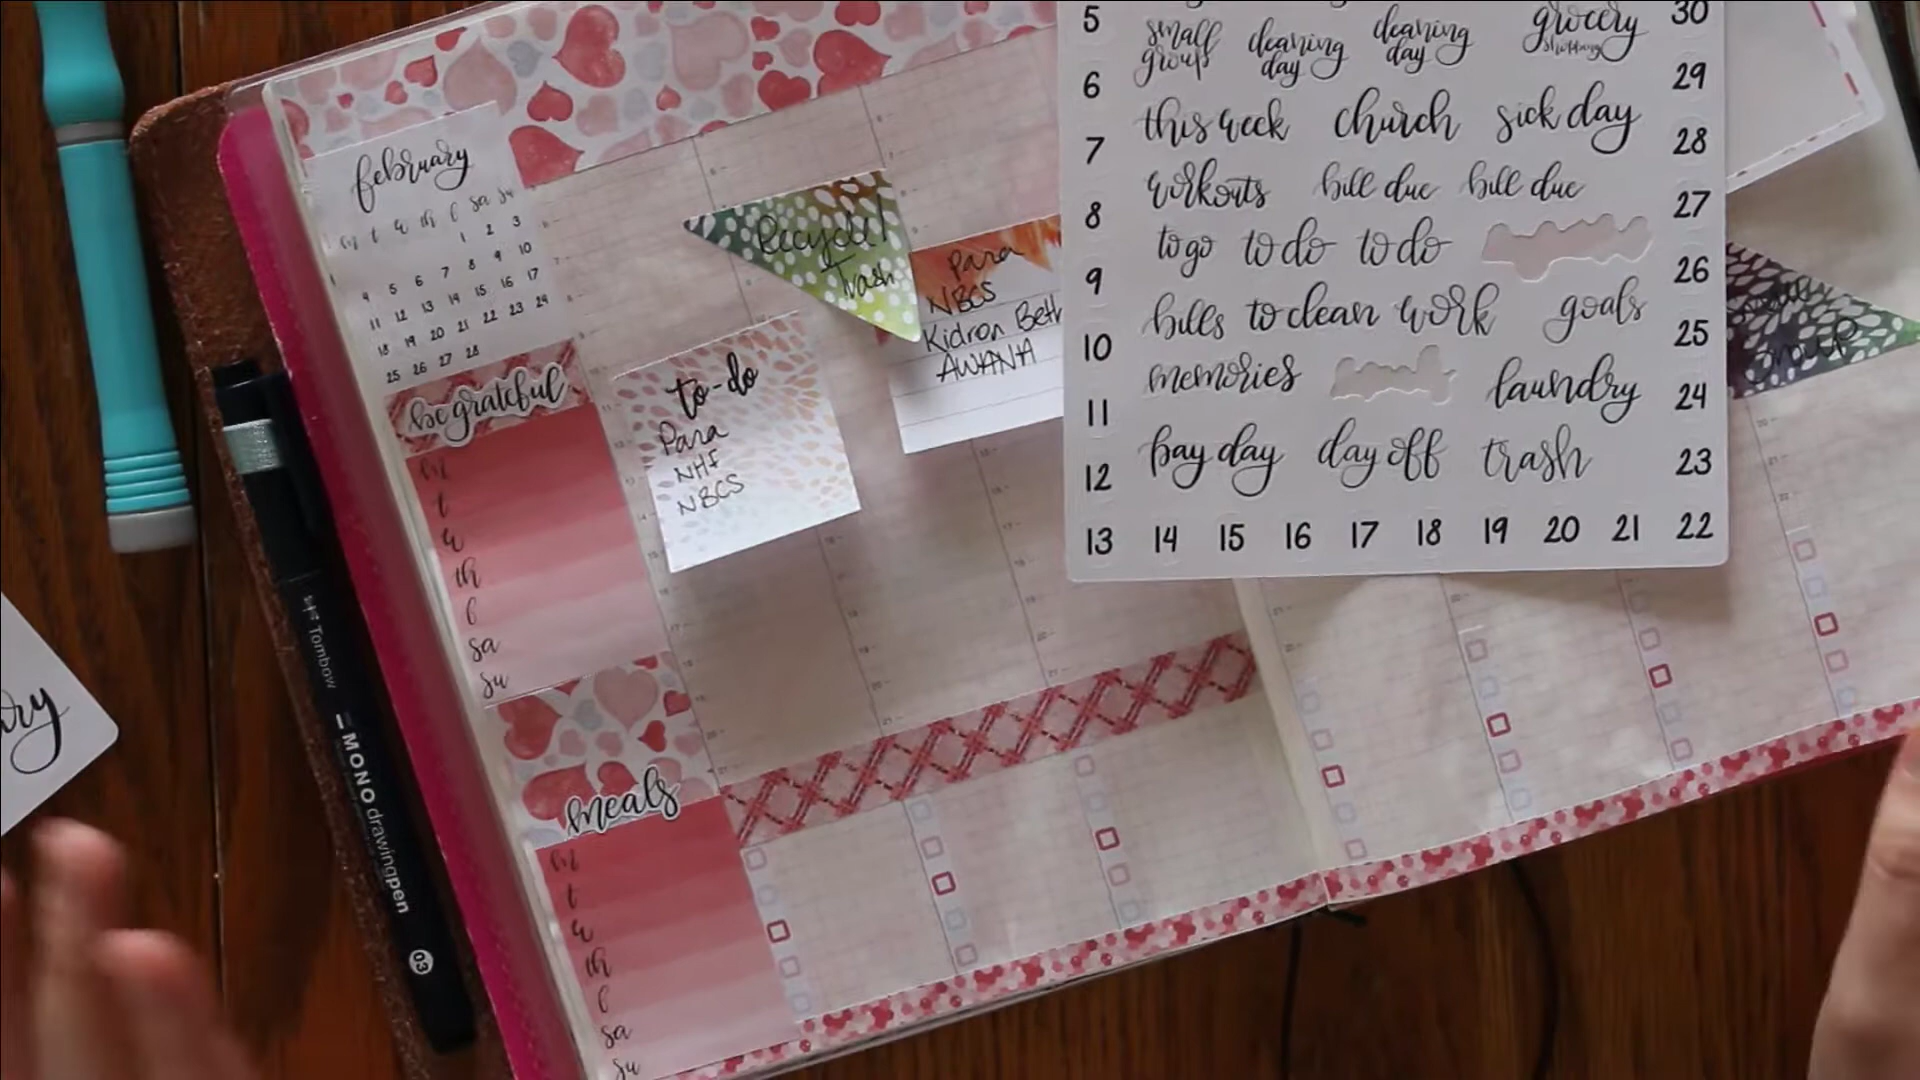 february
m t w th f sa su
1 2 3
4 5 6 7 8 9 10
11 12 13 14 15 16 17
18 19 20 21 22 23 24
25 26 27 28
be grateful
m
t
w
th
f
sa
su
meals
m
t
w
th
f
sa
su
to-do
Para
NHF
NBCS
Recycle/
Trash
Para
NBCS
Kidron Beth
AWANA
small group
cleaning day
cleaning day
grocery shopping
this week church sick day
workouts bill due bill due
to go to do to do
bills to clean work goals
memories laundry
pay day day off trash
5
6
7
8
9
10
11
12
13 14 15 16 17 18 19 20 21 22
23
24
25
26
27
28
29
30
Tombow
MONO drawing pen
03